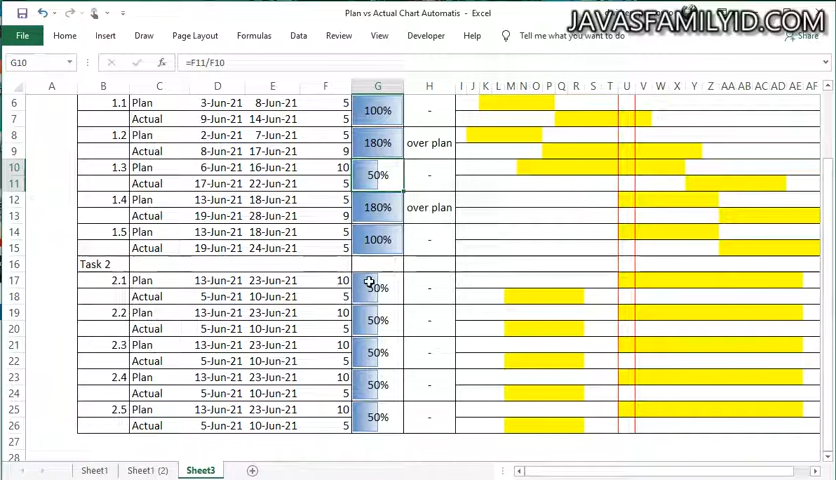 Plan vs Actual Chart Automatis - Excel
JAVASFAMILYID.COM
File Home Insert Draw Page Layout Formulas Data Review View Developer Help Tell me what you want to do Share
G10 fx =F11/F10
A B C D E F G H I J K L M N O P Q R S T U V W X Y Z AA AB AC AD AE AF
6 1.1 Plan 3-Jun-21 8-Jun-21 5 100% -
7 Actual 9-Jun-21 14-Jun-21 5
8 1.2 Plan 2-Jun-21 7-Jun-21 5 180% over plan
9 Actual 8-Jun-21 17-Jun-21 9
10 1.3 Plan 6-Jun-21 16-Jun-21 10 50% -
11 Actual 17-Jun-21 22-Jun-21 5
12 1.4 Plan 13-Jun-21 18-Jun-21 5 180% over plan
13 Actual 19-Jun-21 28-Jun-21 9
14 1.5 Plan 13-Jun-21 18-Jun-21 5 100% -
15 Actual 19-Jun-21 24-Jun-21 5
16 Task 2
17 2.1 Plan 13-Jun-21 23-Jun-21 10 50% -
18 Actual 5-Jun-21 10-Jun-21 5
19 2.2 Plan 13-Jun-21 23-Jun-21 10 50% -
20 Actual 5-Jun-21 10-Jun-21 5
21 2.3 Plan 13-Jun-21 23-Jun-21 10 50% -
22 Actual 5-Jun-21 10-Jun-21 5
23 2.4 Plan 13-Jun-21 23-Jun-21 10 50% -
24 Actual 5-Jun-21 10-Jun-21 5
25 2.5 Plan 13-Jun-21 23-Jun-21 10 50% -
26 Actual 5-Jun-21 10-Jun-21 5
27
28
Sheet1 Sheet1 (2) Sheet3